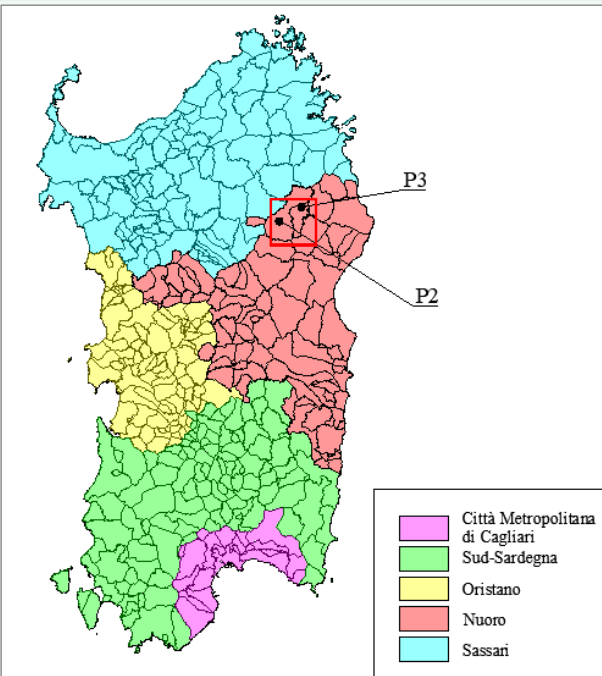 P3
P2
Città Metropolitana
di Cagliari
Sud-Sardegna
Oristano
Nuoro
Sassari